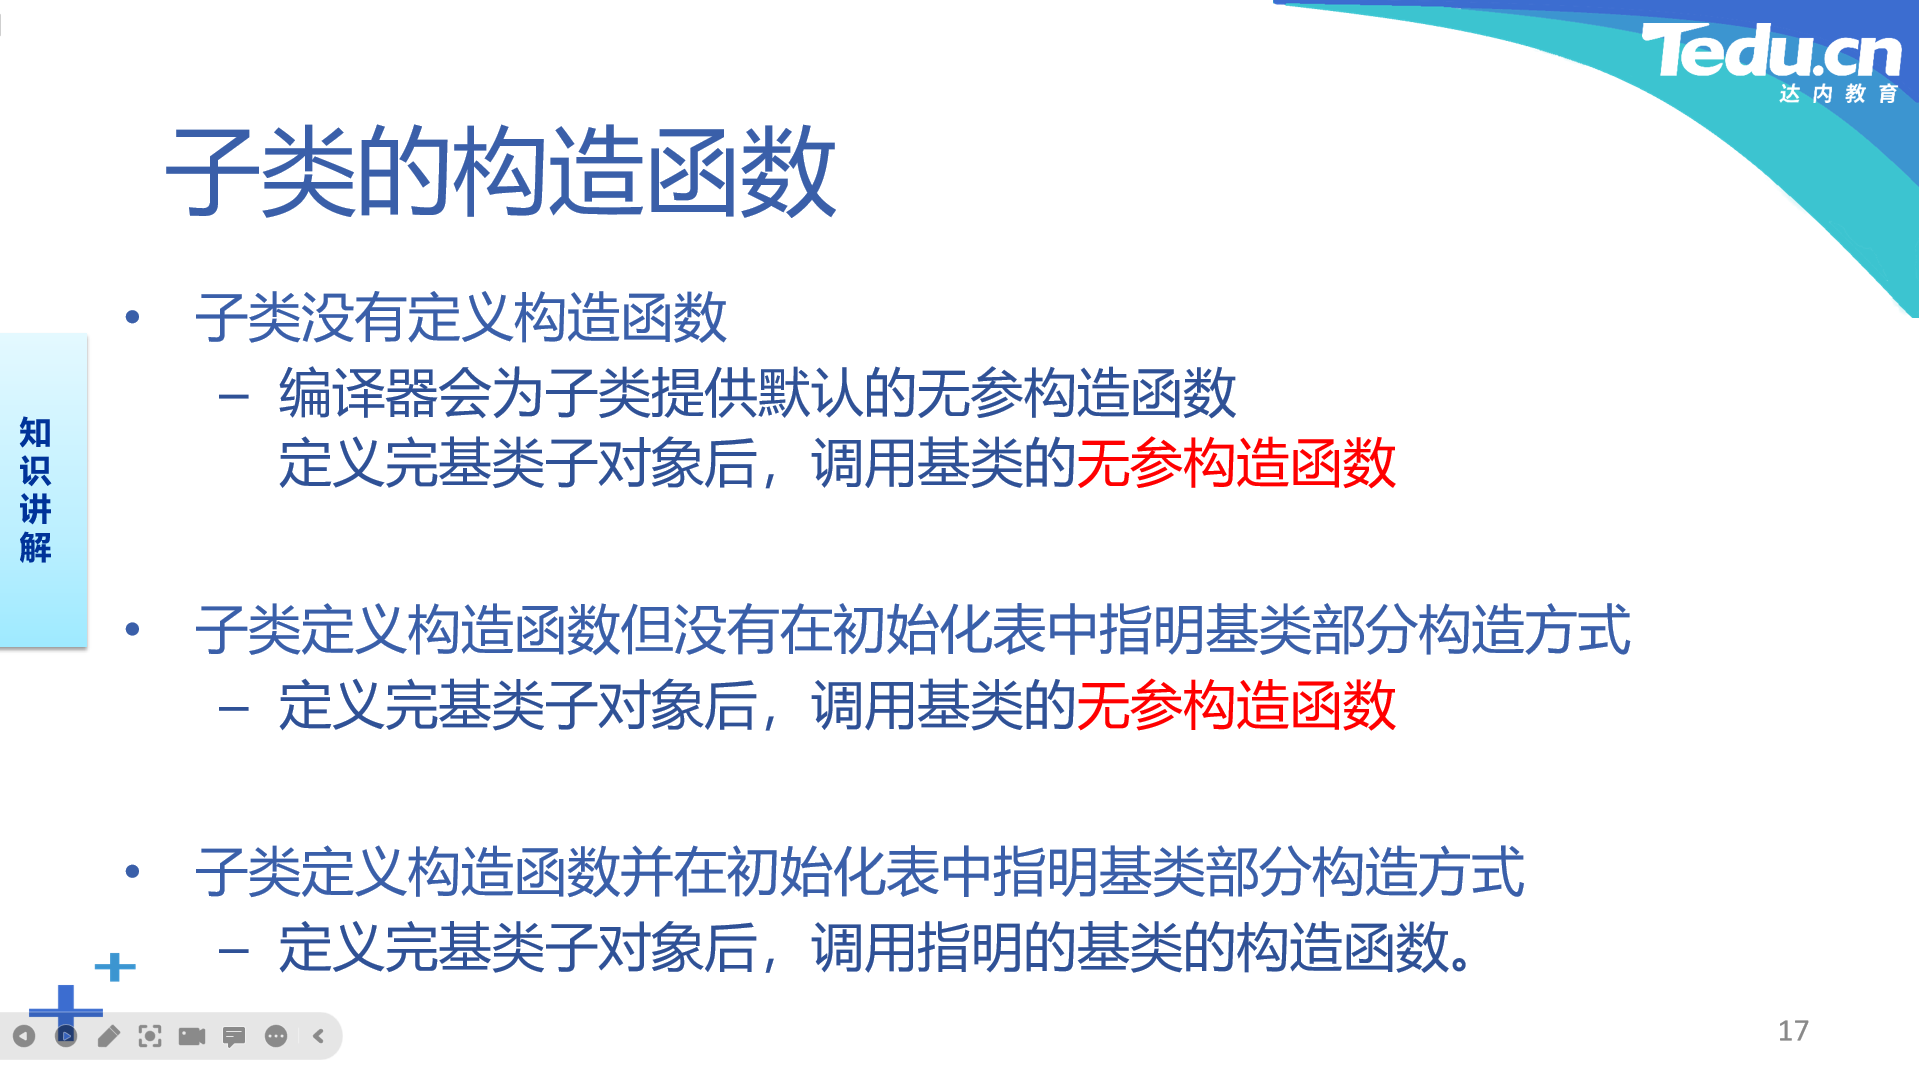 Tedu.cn
达内教育
子类的构造函数
• 子类没有定义构造函数
– 编译器会为子类提供默认的无参构造函数
定义完基类子对象后，调用基类的无参构造函数
知识讲解
• 子类定义构造函数但没有在初始化表中指明基类部分构造方式
– 定义完基类子对象后，调用基类的无参构造函数
• 子类定义构造函数并在初始化表中指明基类部分构造方式
– 定义完基类子对象后，调用指明的基类的构造函数。
17